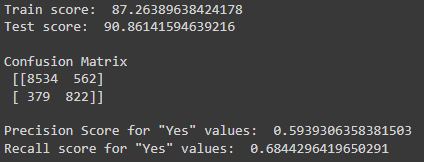 Train score:  87.26389638424178
Test score:  90.86141594639216
Confusion Matrix
[[8534  562]
[ 379  822]]
Precision Score for "Yes" values:  0.5939306358381503
Recall score for "Yes" values:  0.6844296419650291